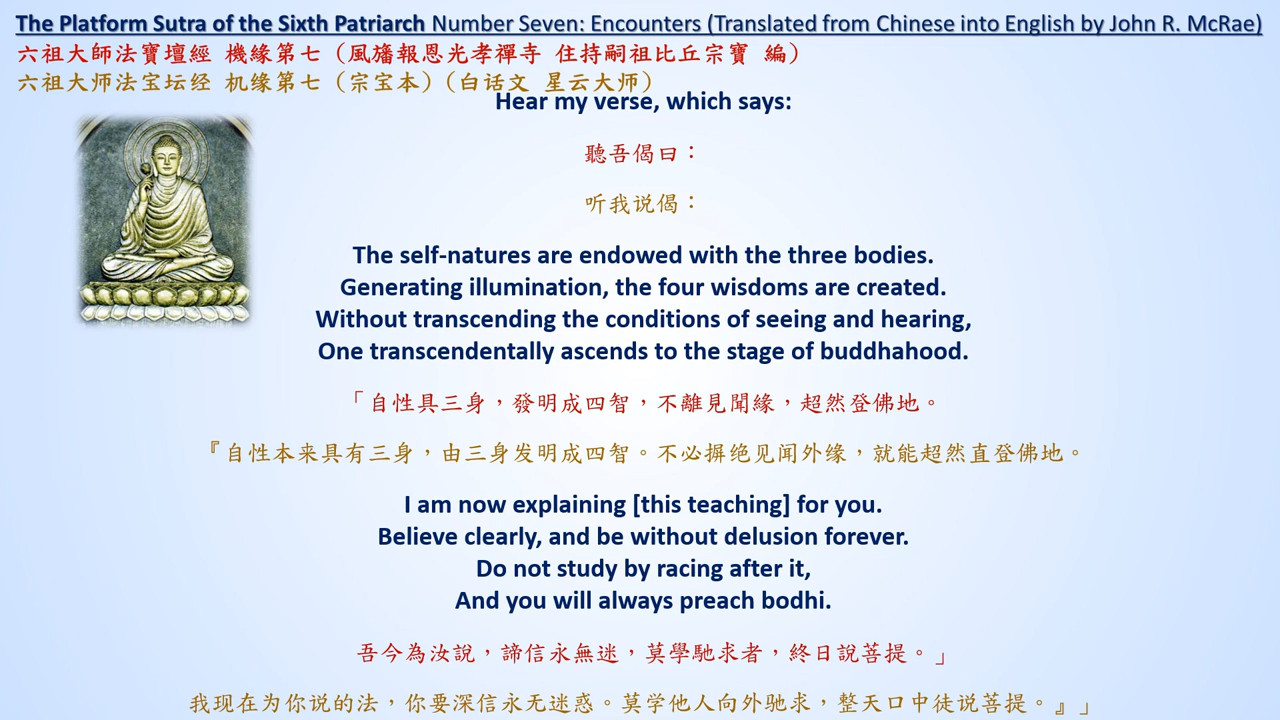 The Platform Sutra of the Sixth Patriarch Number Seven: Encounters (Translated from Chinese into English by John R. McRae)
六祖大師法寶壇經 機緣第七（風旛報恩光孝禪寺 住持嗣祖比丘宗寶 編）
六祖大师法宝坛经 机缘第七（宗宝本）（白话文 星云大师）
Hear my verse, which says:
聽吾偈曰：
听我说偈：
The self-natures are endowed with the three bodies.
Generating illumination, the four wisdoms are created.
Without transcending the conditions of seeing and hearing,
One transcendentally ascends to the stage of buddhahood.
「自性具三身，發明成四智，不離見聞緣，超然登佛地。
『自性本来具有三身，由三身发明成四智。不必摒绝见闻外缘，就能超然直登佛地。
I am now explaining [this teaching] for you.
Believe clearly, and be without delusion forever.
Do not study by racing after it,
And you will always preach bodhi.
吾今為汝說，諦信永無迷，莫學馳求者，終日說菩提。」
我现在为你说的法，你要深信永无迷惑。莫学他人向外驰求，整天口中徒说菩提。』」